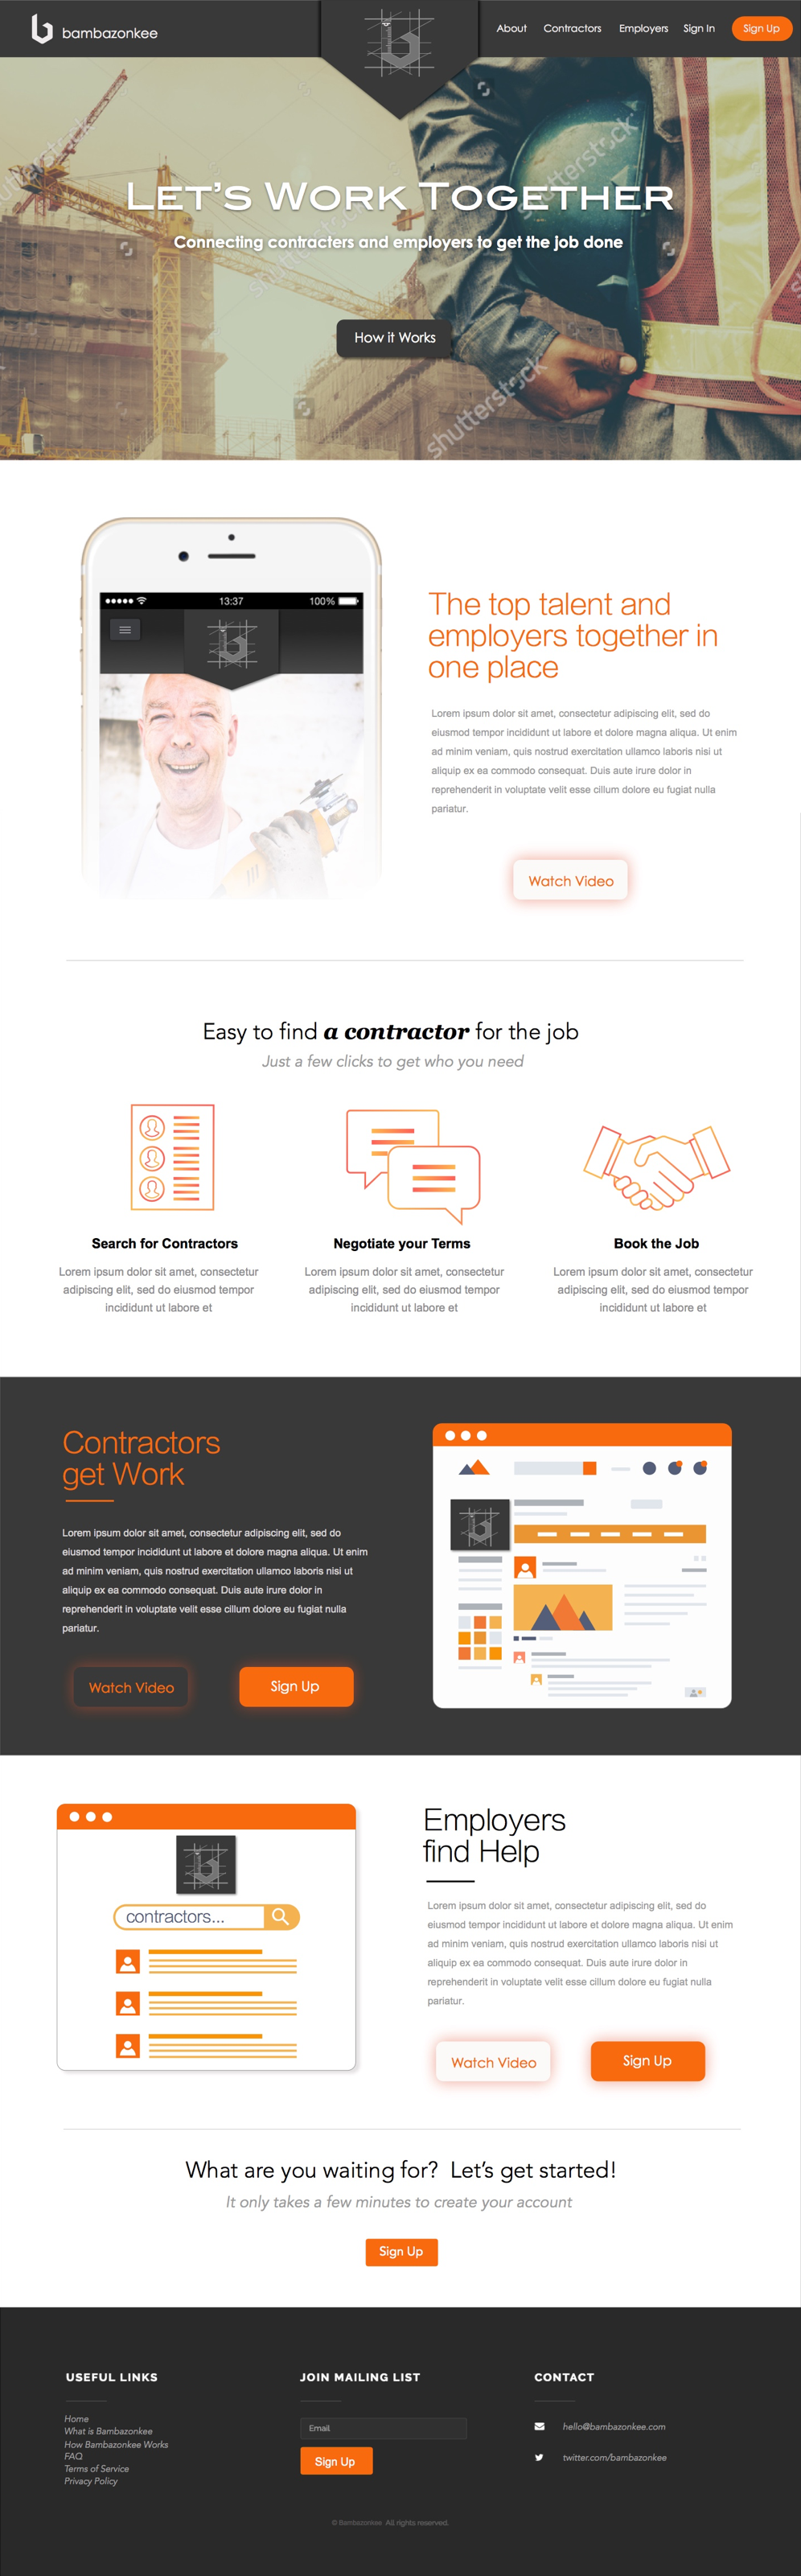 bambazonkee
About
Contractors
Employers
Sign In
Sign Up
shutterstock
shutterstock
shutterstock
shutterstock
LET'S WORK TOGETHER
Connecting contracters and employers to get the job done
How it Works
13:37
100%
The top talent and
employers together in
one place
Lorem ipsum dolor sit amet, consectetur adipiscing elit, sed do
eiusmod tempor incididunt ut labore et dolore magna aliqua. Ut enim
ad minim veniam, quis nostrud exercitation ullamco laboris nisi ut
aliquip ex ea commodo consequat. Duis aute irure dolor in
reprehenderit in voluptate velit esse cillum dolore eu fugiat nulla
pariatur.
Watch Video
Easy to find a contractor for the job
Just a few clicks to get who you need
Search for Contractors
Lorem ipsum dolor sit amet, consectetur
adipiscing elit, sed do eiusmod tempor
incididunt ut labore et
Negotiate your Terms
Lorem ipsum dolor sit amet, consectetur
adipiscing elit, sed do eiusmod tempor
incididunt ut labore et
Book the Job
Lorem ipsum dolor sit amet, consectetur
adipiscing elit, sed do eiusmod tempor
incididunt ut labore et
Contractors
get Work
Lorem ipsum dolor sit amet, consectetur adipiscing elit, sed do
eiusmod tempor incididunt ut labore et dolore magna aliqua. Ut enim
ad minim veniam, quis nostrud exercitation ullamco laboris nisi ut
aliquip ex ea commodo consequat. Duis aute irure dolor in
reprehenderit in voluptate velit esse cillum dolore eu fugiat nulla
pariatur.
Watch Video
Sign Up
contractors...
Employers
find Help
Lorem ipsum dolor sit amet, consectetur adipiscing elit, sed do
eiusmod tempor incididunt ut labore et dolore magna aliqua. Ut enim
ad minim veniam, quis nostrud exercitation ullamco laboris nisi ut
aliquip ex ea commodo consequat. Duis aute irure dolor in
reprehenderit in voluptate velit esse cillum dolore eu fugiat nulla
pariatur.
Watch Video
Sign Up
What are you waiting for? Let's get started!
It only takes a few minutes to create your account
Sign Up
USEFUL LINKS
Home
What is Bambazonkee
How Bambazonkee Works
FAQ
Terms of Service
Privacy Policy
JOIN MAILING LIST
Email
Sign Up
CONTACT
hello@bambazonkee.com
twitter.com/bambazonkee
© Bambazonkee All rights reserved.